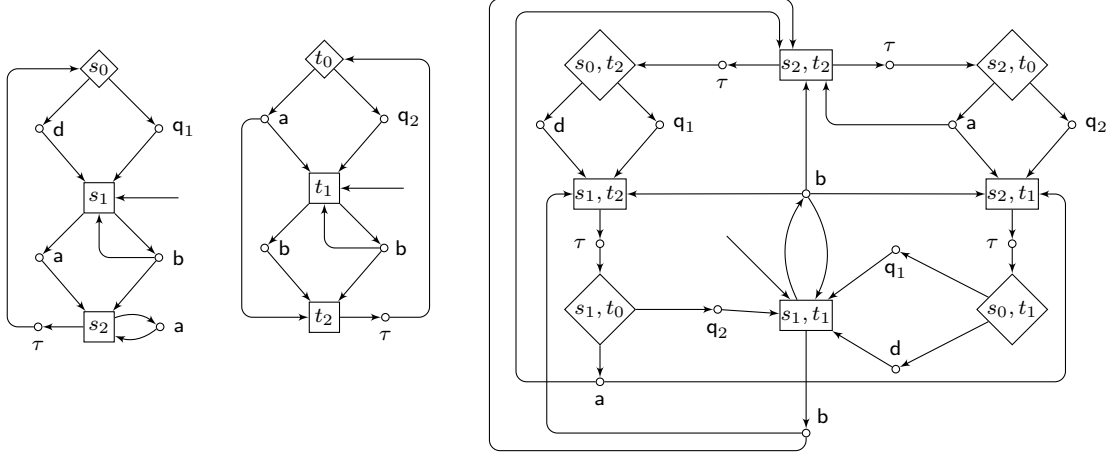 s₀
d q₁
s₁
a b
s₂ a
τ
t₀
a q₂
t₁
b b
t₂
τ
s₀, t₂ τ s₂, t₂ τ s₂, t₀
d q₁ a q₂
s₁, t₂ b s₂, t₁
τ τ
q₁
s₁, t₀ q₂ s₁, t₁ s₀, t₁
d
a
b